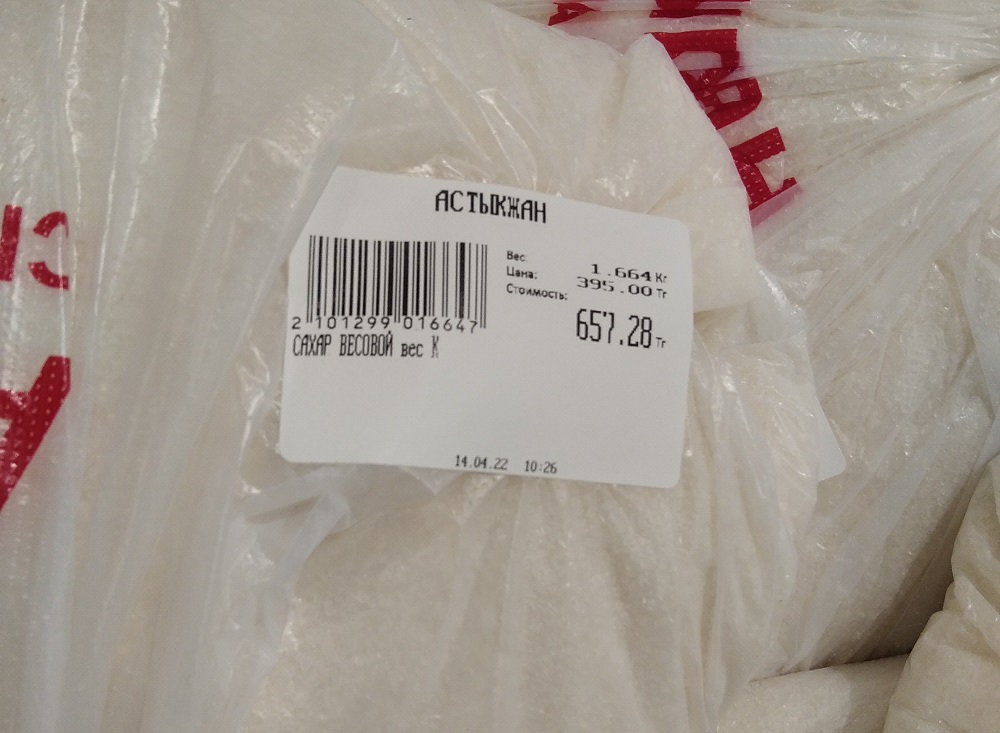 АСТЫКЖАН
Вес: 1.664 Кг
Цена: 395.00 Тг
Стоимость:
657.28 Тг
2 101299 016647
САХАР ВЕСОВОЙ вес К
14.04.22 10:26